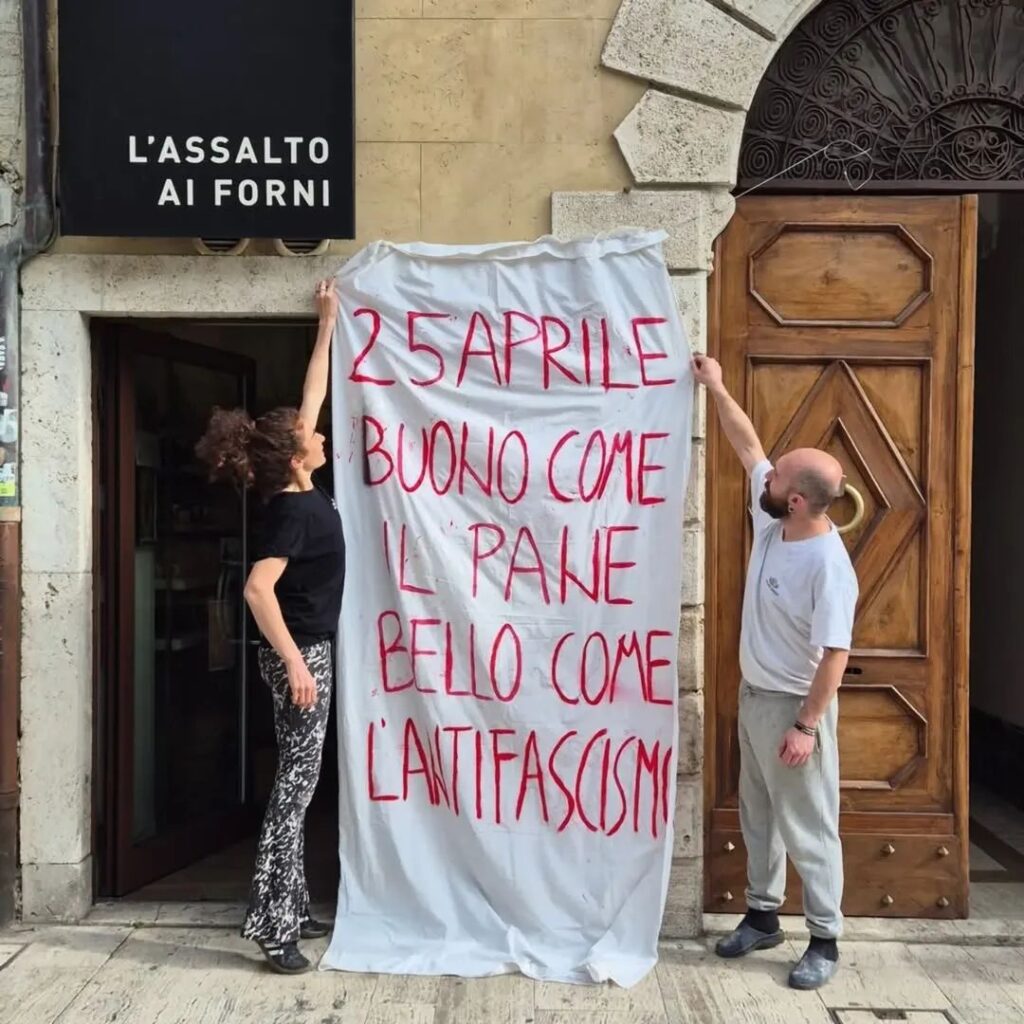 L'ASSALTO
AI FORNI
25 APRILE
BUONO COME
IL PANE
BELLO COME
L'ANTIFASCISMO